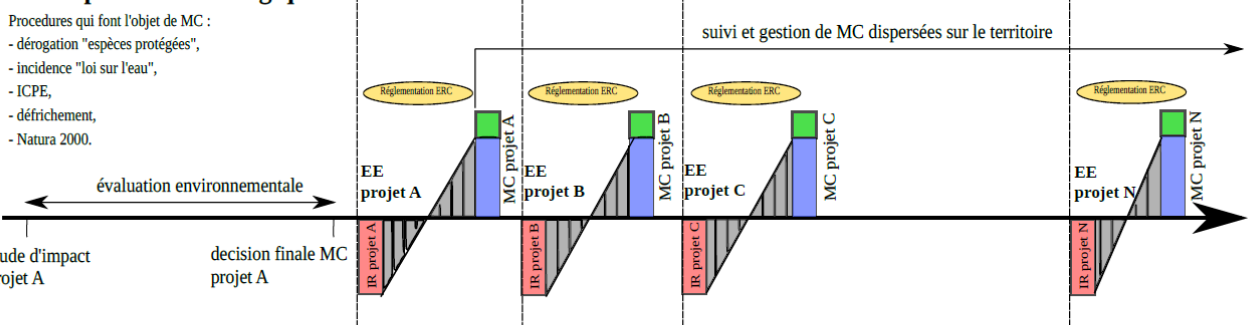 Procedures qui font l'objet de MC :
- dérogation "espèces protégées",
- incidence "loi sur l'eau",
- ICPE,
- défrichement,
- Natura 2000.
suivi et gestion de MC dispersées sur le territoire
Réglementation ERC
Réglementation ERC
Réglementation ERC
Réglementation ERC
évaluation environnementale
EE
projet A
MC projet A
EE
projet B
MC projet B
EE
projet C
MC projet C
EE
projet N
MC projet N
IR projet A
IR projet B
IR projet C
IR projet N
d'impact
A
decision finale MC
projet A